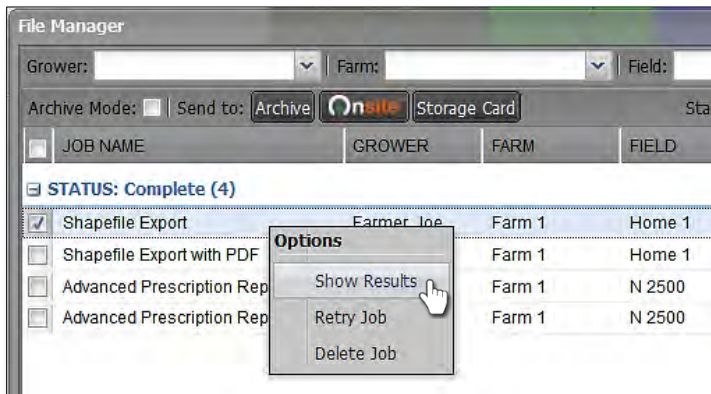 File Manager
Grower: Farm: Field:
Archive Mode: Send to: Archive Onsite Storage Card Sta
JOB NAME GROWER FARM FIELD
STATUS: Complete (4)
Shapefile Export Farmer Joe Farm 1 Home 1
Options
Shapefile Export with PDF Farm 1 Home 1
Show Results
Advanced Prescription Rep Farm 1 N 2500
Retry Job
Advanced Prescription Rep Farm 1 N 2500
Delete Job